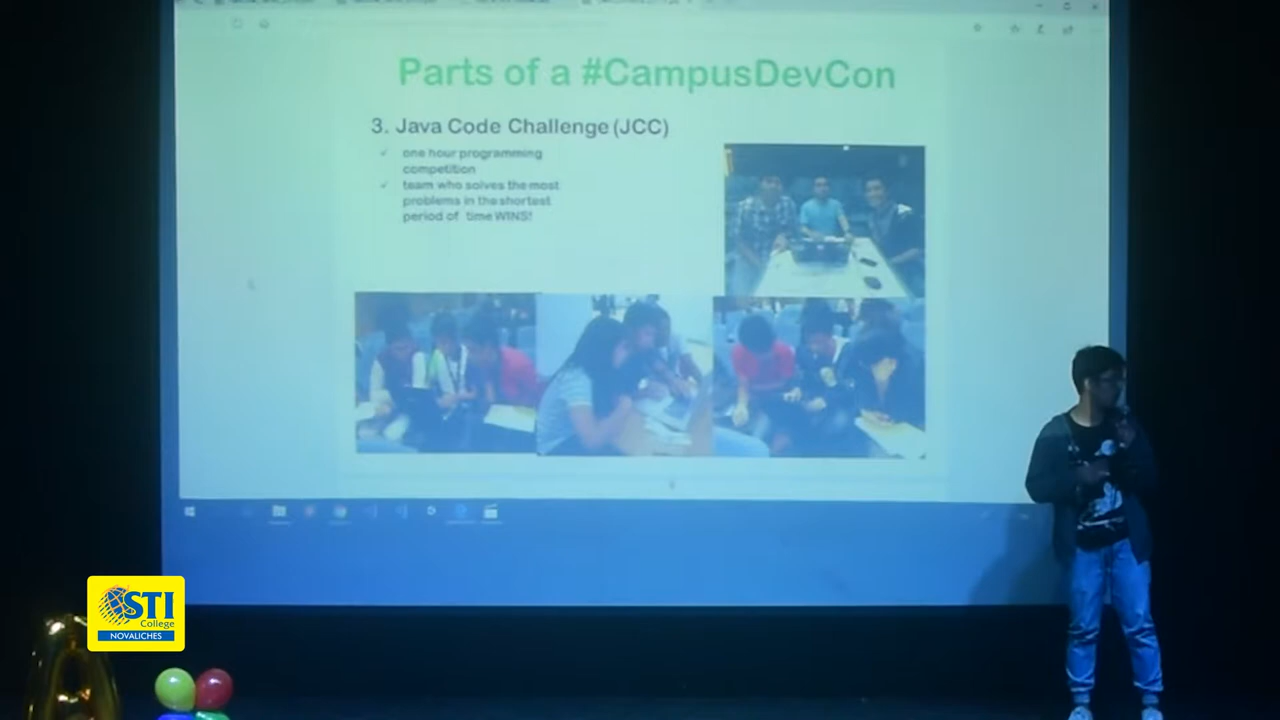 Parts of a #CampusDevCon
3. Java Code Challenge (JCC)
✓ one hour programming
competition
✓ team who solves the most
problems in the shortest
period of time WINS!
STI
College
NOVALICHES